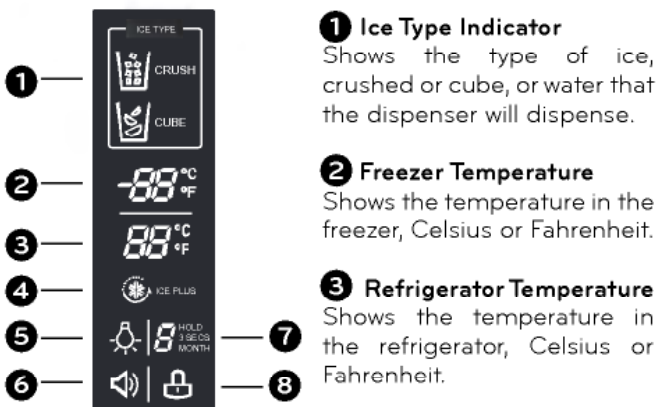 ICE TYPE
1
CRUSH
CUBE
2
-88 °C
°F
3
88 °C
°F
4
ICE PLUS
5
8 HOLD
3 SECS
MONTH
7
6
8
1 Ice Type Indicator
Shows the type of ice,
crushed or cube, or water that
the dispenser will dispense.
2 Freezer Temperature
Shows the temperature in the
freezer, Celsius or Fahrenheit.
3 Refrigerator Temperature
Shows the temperature in
the refrigerator, Celsius or
Fahrenheit.